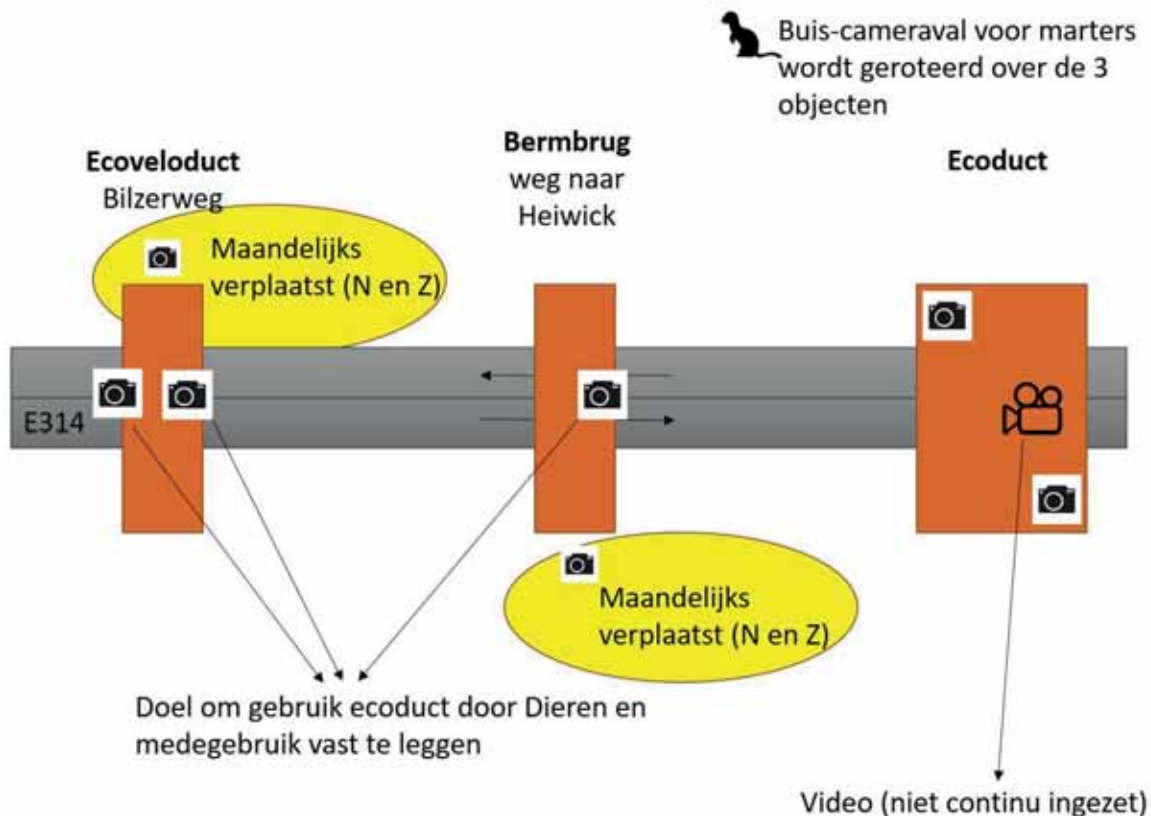 Buis-cameraval voor marters
wordt geroteerd over de 3
objecten
Ecoveloduct
Bilzerweg
Bermbrug
weg naar
Heiwick
Ecoduct
Maandelijks
verplaatst (N en Z)
E314
Maandelijks
verplaatst (N en Z)
Doel om gebruik ecoduct door Dieren en
medegebruik vast te leggen
Video (niet continu ingezet)